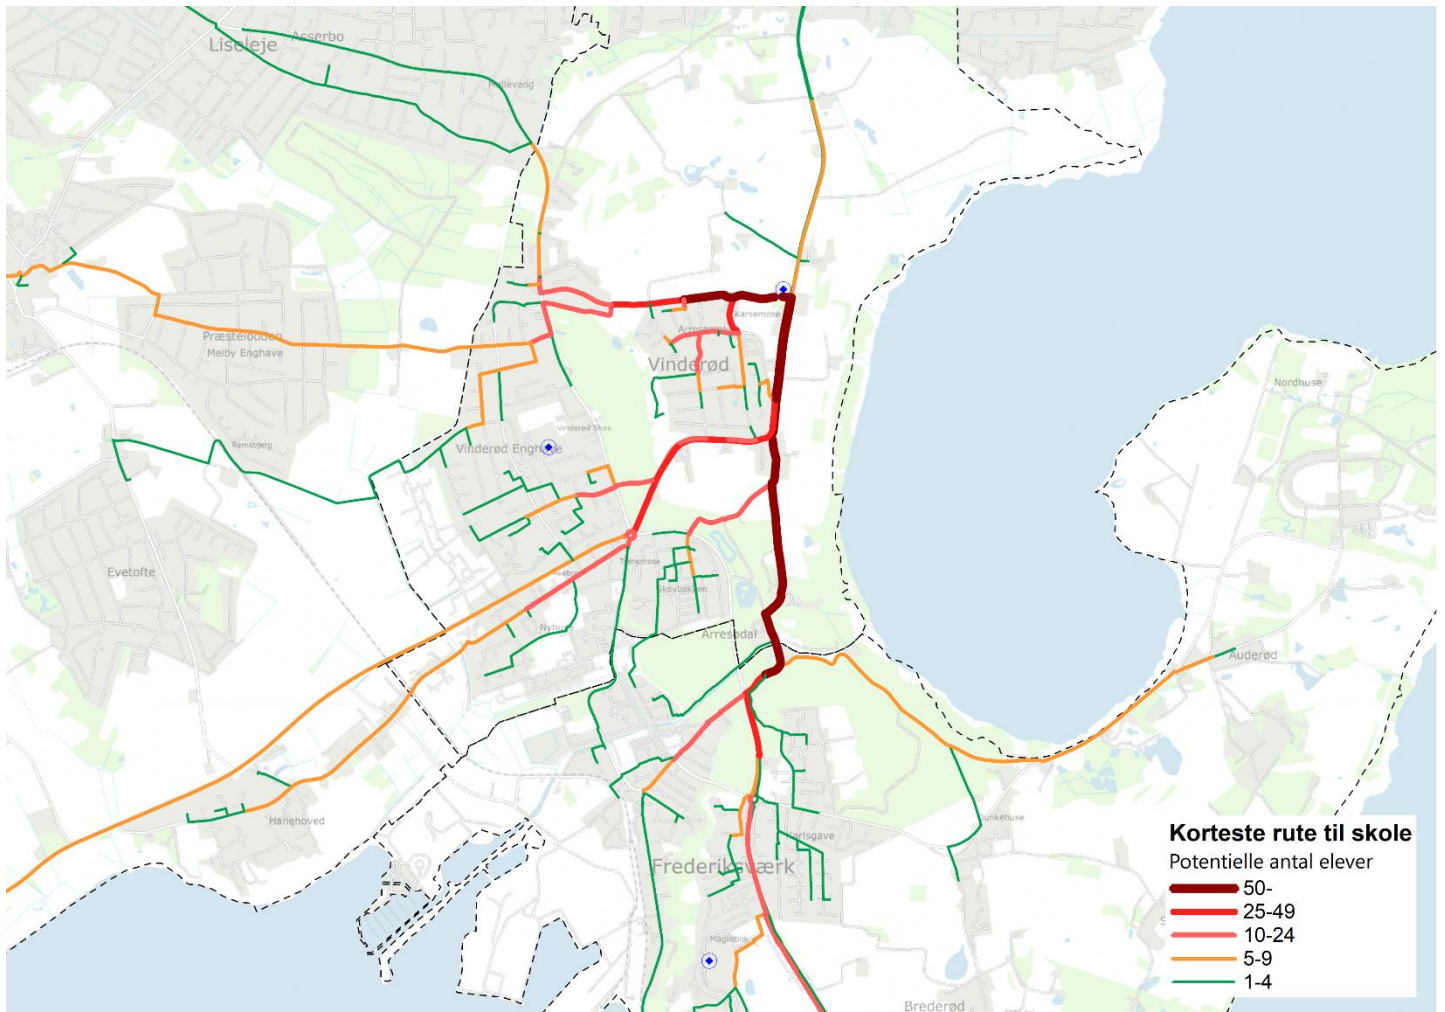 Asserbo
Liseleje
Karsemose
Præstelodden
Melby Enghave
Vinderød
Nordhuse
Vinderød Skov
Ramsbjerg
Vinderød Enghave
Evetofte
Tranemose
Skovbakken
Arresødal
Auderød
Hanehoved
Karlsgave
Frederiksværk
Magleblik
Brederød
Korteste rute til skole
Potentielle antal elever
50-
25-49
10-24
5-9
1-4